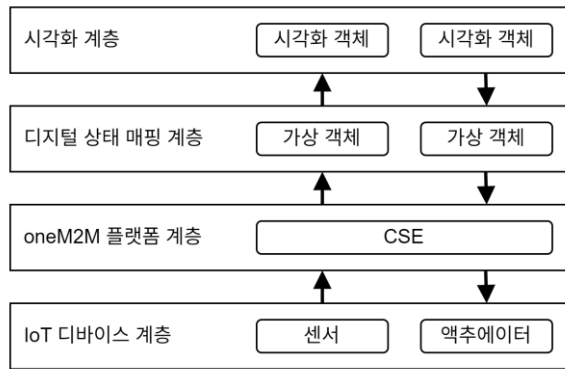 시각화 계층 시각화 객체 시각화 객체
디지털 상태 매핑 계층 가상 객체 가상 객체
oneM2M 플랫폼 계층 CSE
IoT 디바이스 계층 센서 액추에이터